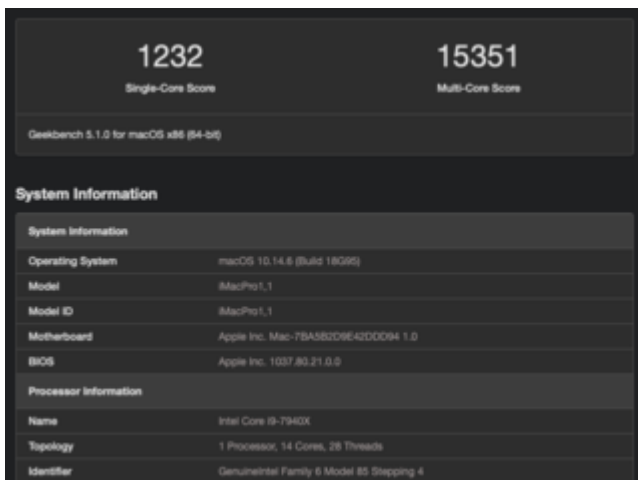 1232 15351
Single-Core Score Multi-Core Score
Geekbench 5.1.0 for macOS x86 (64-bit)
System Information
System Information
Operating System macOS 10.14.6 (Build 18G95)
Model iMacPro1,1
Model ID iMacPro1,1
Motherboard Apple Inc. Mac-7BA5B2D9E42DDD94 1.0
BIOS Apple Inc. 1037.80.21.0.0
Processor Information
Name Intel Core i9-7940X
Topology 1 Processor, 14 Cores, 28 Threads
Identifier GenuineIntel Family 6 Model 85 Stepping 4